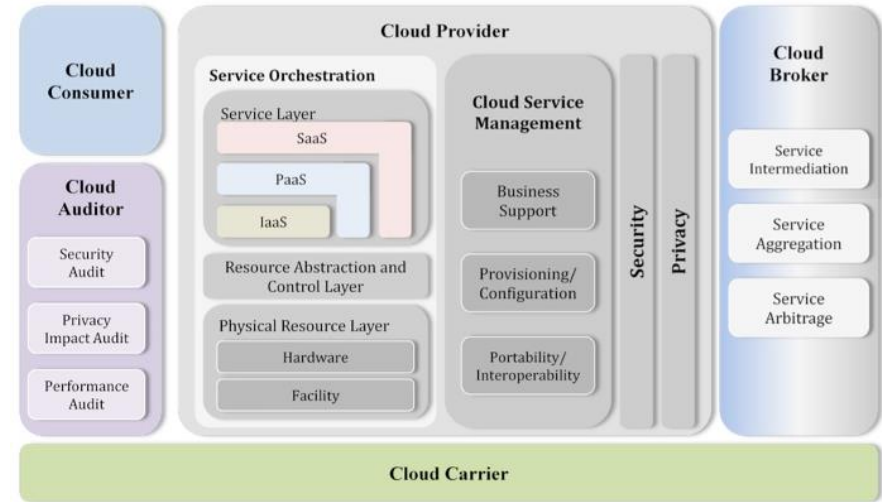 Cloud
Consumer
Cloud
Auditor
Security
Audit
Privacy
Impact Audit
Performance
Audit
Cloud Provider
Service Orchestration
Service Layer
SaaS
PaaS
IaaS
Resource Abstraction and
Control Layer
Physical Resource Layer
Hardware
Facility
Cloud Service
Management
Business
Support
Provisioning/
Configuration
Portability/
Interoperability
Security
Privacy
Cloud
Broker
Service
Intermediation
Service
Aggregation
Service
Arbitrage
Cloud Carrier